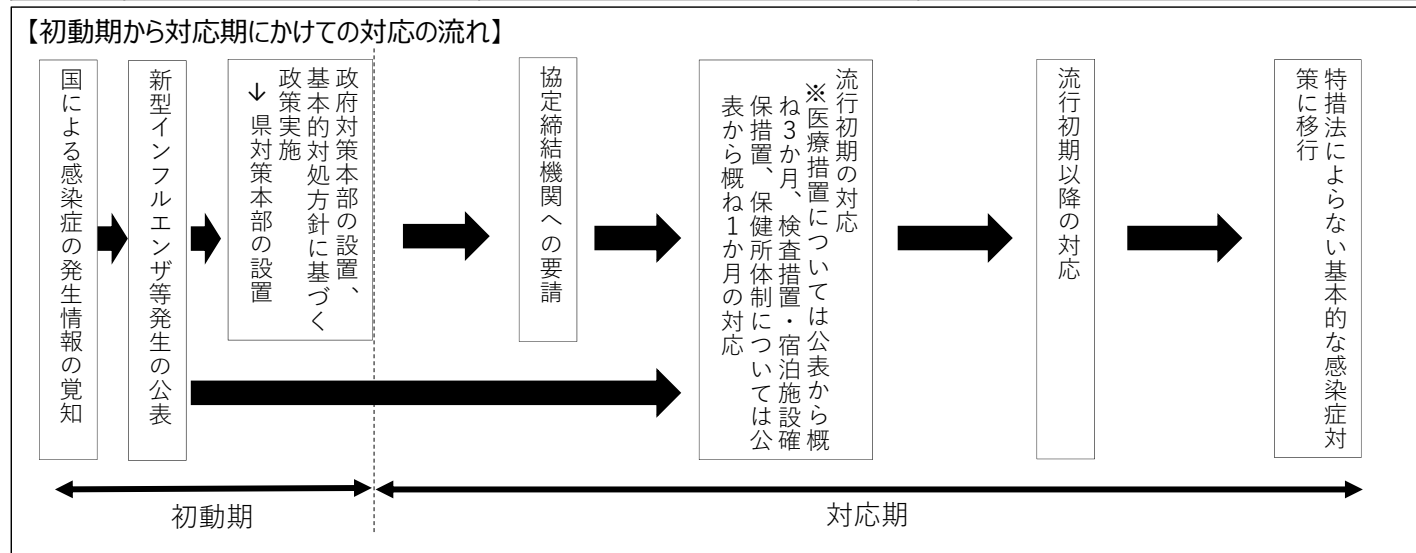 【初動期から対応期にかけての対応の流れ】
国による感染症の発生情報の覚知
新型インフルエンザ等発生の公表
政府対策本部の設置、
基本的対処方針に基づく
政策実施
↓ 県対策本部の設置
協定締結機関への要請
流行初期の対応
※医療措置については公表から概
ね3か月、検査措置・宿泊施設確
保措置、保健所体制については公
表から概ね1か月の対応
流行初期以降の対応
特措法によらない基本的な感染症対
策に移行
初動期
対応期